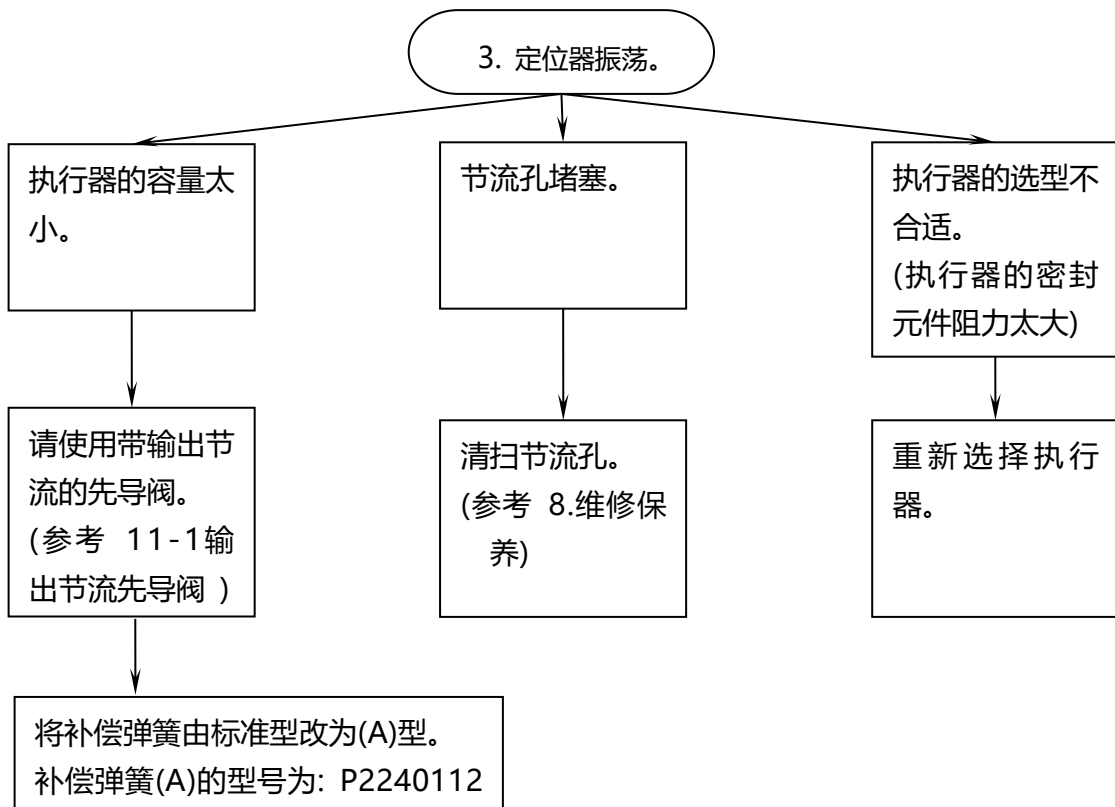 3. 定位器振荡。
执行器的容量太
小。
节流孔堵塞。
执行器的选型不
合适。
(执行器的密封
元件阻力太大)
请使用带输出节
流的先导阀。
(参考 11-1输
出节流先导阀 )
清扫节流孔。
(参考 8.维修保
养)
重新选择执行
器。
将补偿弹簧由标准型改为(A)型。
补偿弹簧(A)的型号为: P2240112